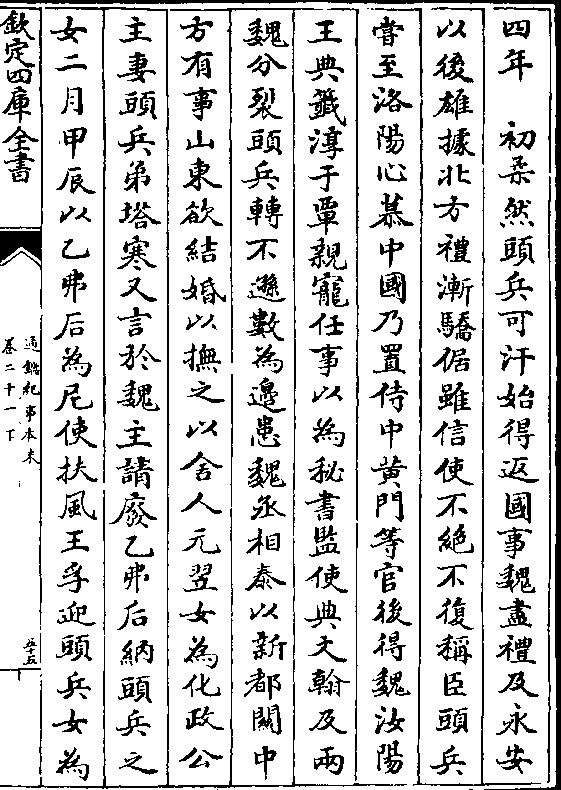 四年　初柔然頭兵可汗始得返國事魏盡禮及永安
以後雄據北方禮漸驕倨雖信使不絶不復稱臣頭兵
嘗至洛陽心慕中國乃置侍中黄門等官後得魏汝陽
王典籖淳于覃親寵任事以為秘書監使典文翰及兩
魏分裂頭兵轉不遜數為邊患魏丞相泰以新都關中
方有事山東欲結婚以撫之以舍人元翌女為化政公
主妻頭兵弟塔寒又言於魏主請廢乙弗后納頭兵之
女二月甲辰以乙弗后為尼使扶風王孚迎頭兵女為
欽定四庫全書
通鑑紀事本末
卷二十一下
五十五